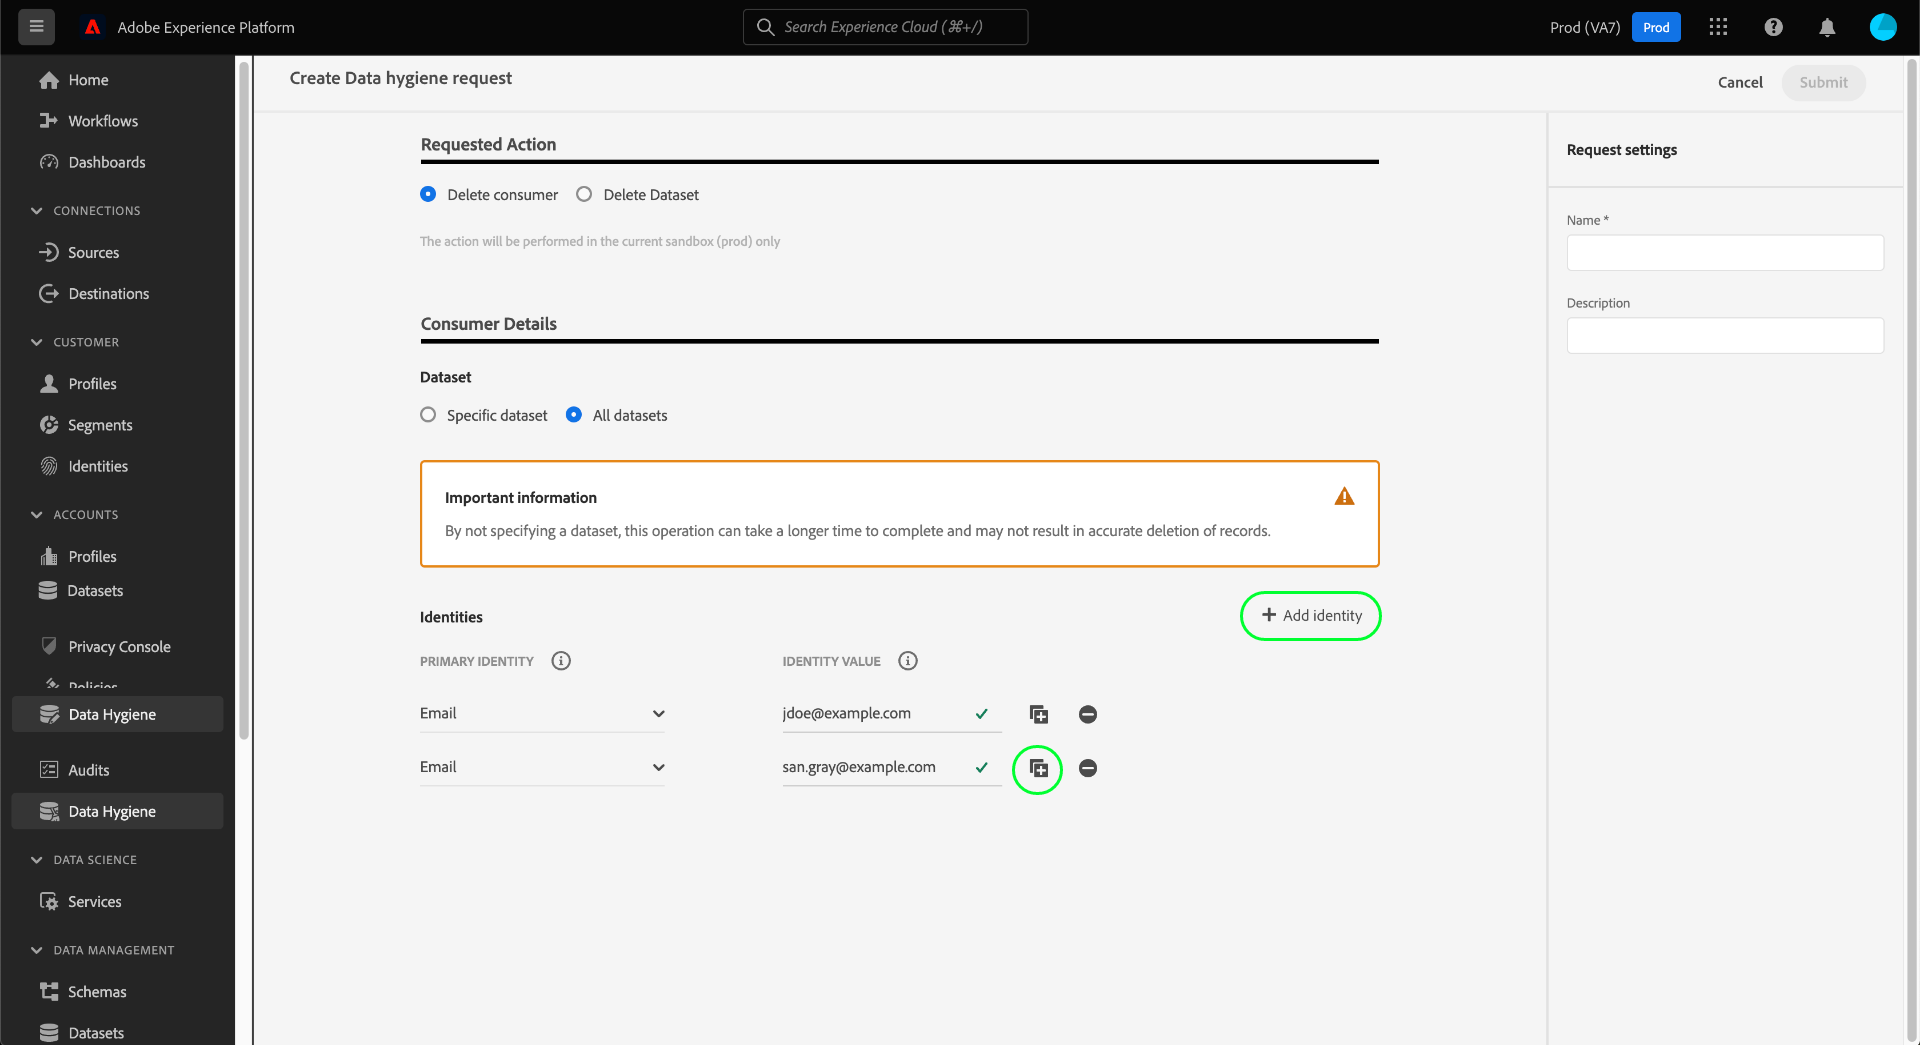 Adobe Experience Platform
Search Experience Cloud (⌘+/)
Prod (VA7)
Prod
Home
Workflows
Dashboards
CONNECTIONS
Sources
Destinations
CUSTOMER
Profiles
Segments
Identities
ACCOUNTS
Profiles
Datasets
Privacy Console
Policies
Data Hygiene
Audits
Data Hygiene
DATA SCIENCE
Services
DATA MANAGEMENT
Schemas
Datasets
Create Data hygiene request
Cancel
Submit
Requested Action
Delete consumer
Delete Dataset
The action will be performed in the current sandbox (prod) only
Consumer Details
Dataset
Specific dataset
All datasets
Important information
By not specifying a dataset, this operation can take a longer time to complete and may not result in accurate deletion of records.
Identities
Add identity
PRIMARY IDENTITY
IDENTITY VALUE
Email
jdoe@example.com
Email
san.gray@example.com
Request settings
Name *
Description